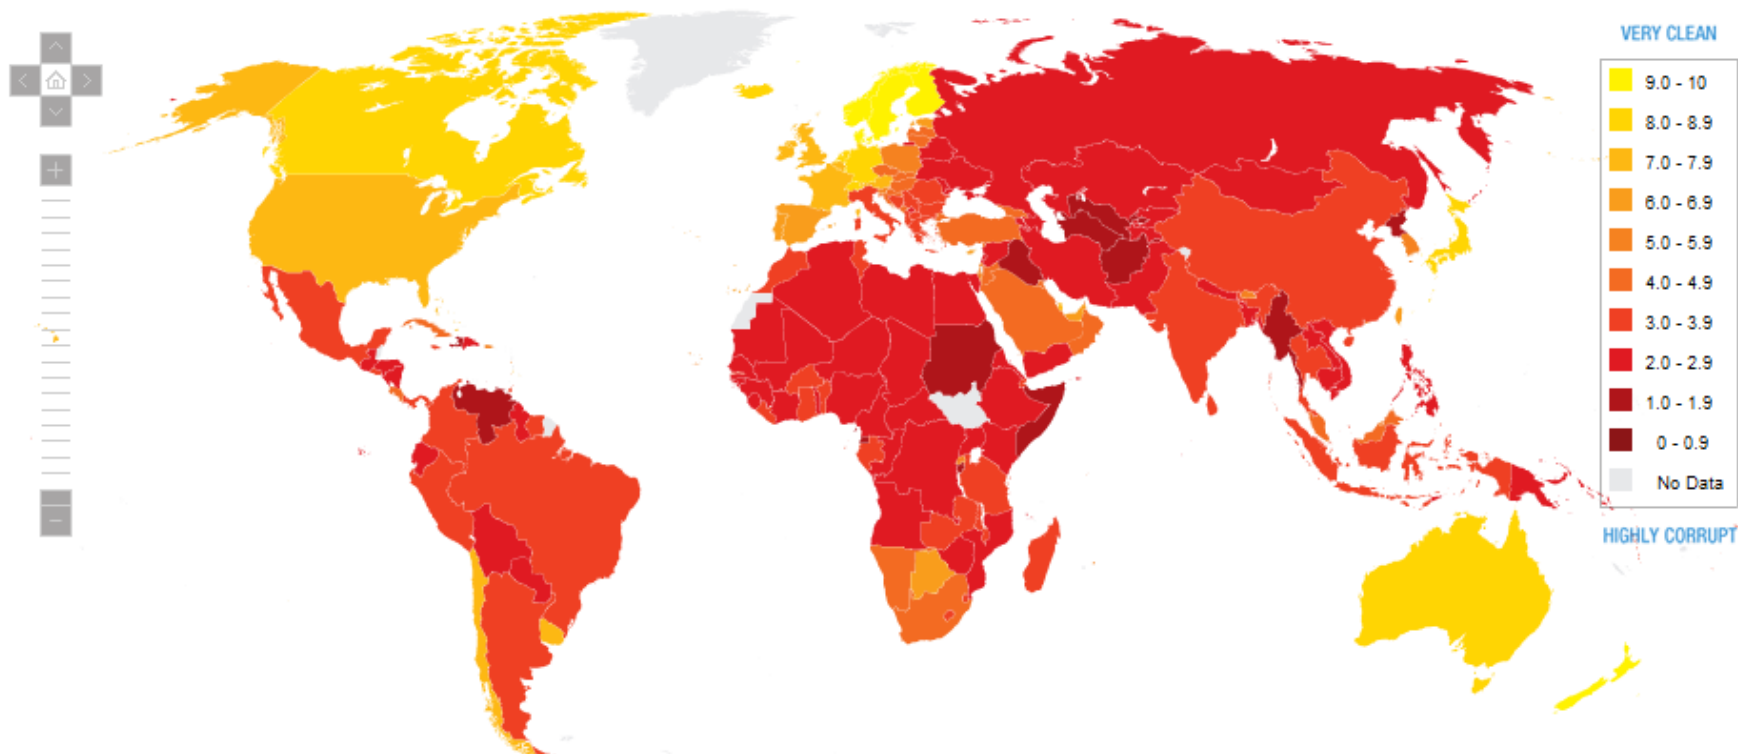 VERY CLEAN
9.0 - 10
8.0 - 8.9
7.0 - 7.9
6.0 - 6.9
5.0 - 5.9
4.0 - 4.9
3.0 - 3.9
2.0 - 2.9
1.0 - 1.9
0 - 0.9
No Data
HIGHLY CORRUPT